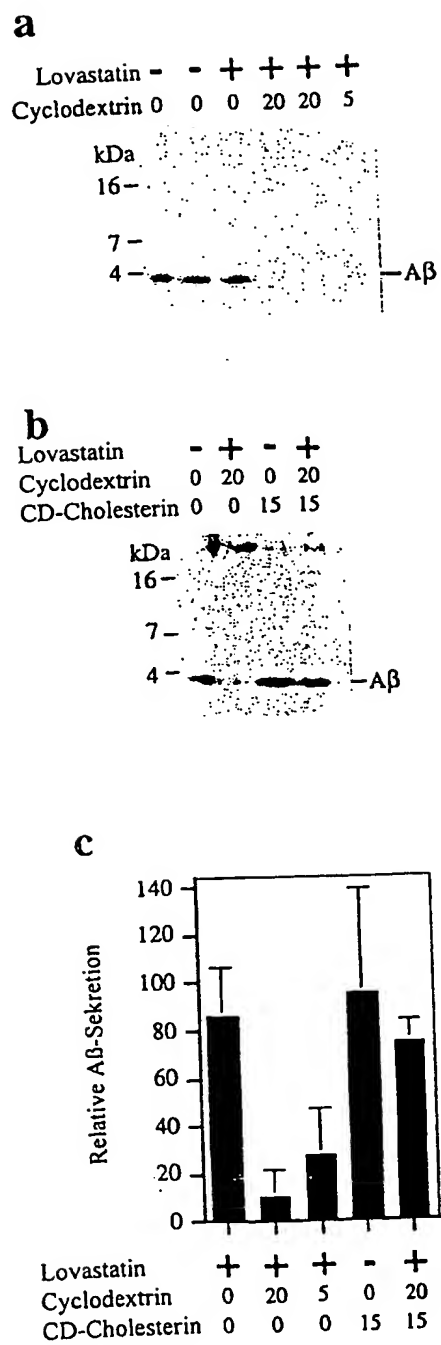 a
Lovastatin - - + + + +
Cyclodextrin 0 0 0 20 20 5
kDa
16
7
4
Aβ
b
Lovastatin - + - +
Cyclodextrin 0 20 0 20
CD-Cholesterin 0 0 15 15
kDa
16
7
4
Aβ
c
140
120
100
80
60
40
20
0
Relative Aß-Sekretion
Lovastatin + + + - +
Cyclodextrin 0 20 5 0 20
CD-Cholesterin 0 0 0 15 15